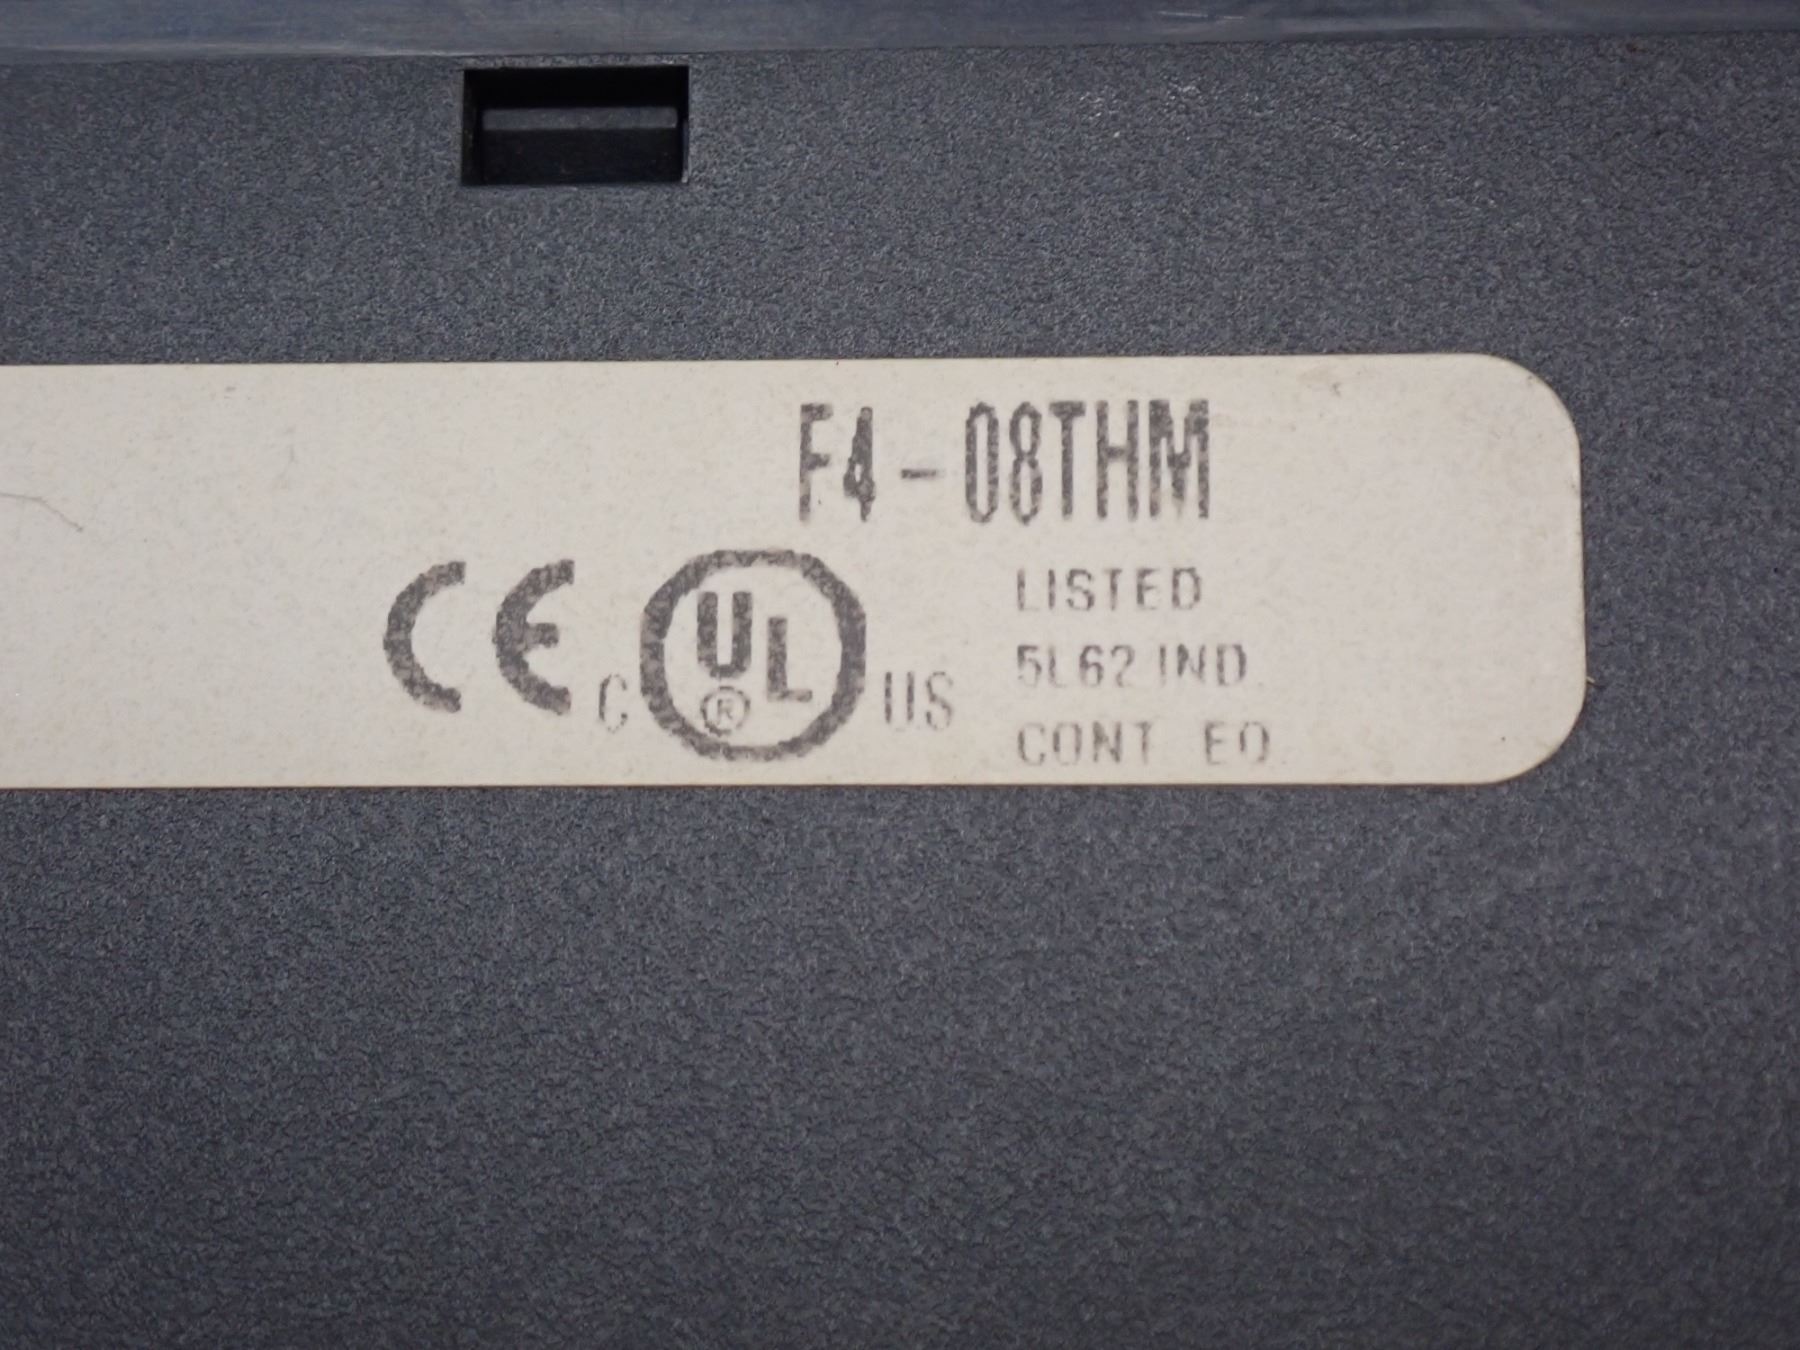 F4-08THM
CE C UL ® US
LISTED
5L62 IND.
CONT EQ